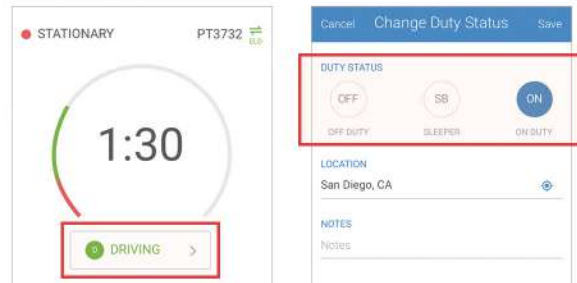 STATIONARY
PT3732
ELD
1:30
D DRIVING >
Cancel Change Duty Status Save
DUTY STATUS
OFF SB ON
OFF DUTY SLEEPER ON DUTY
LOCATION
San Diego, CA
NOTES
Notes